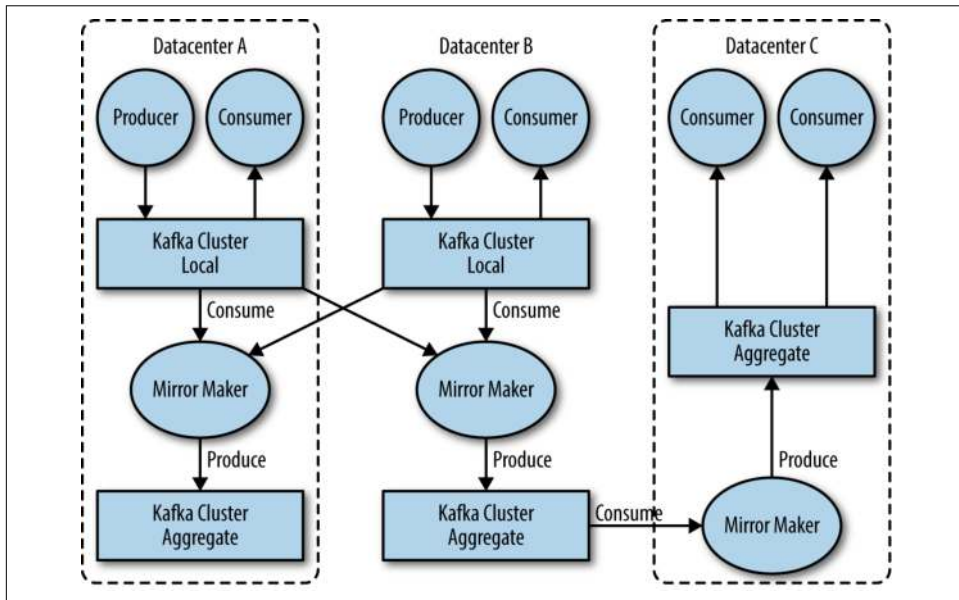 Datacenter A
Datacenter B
Datacenter C
Producer
Consumer
Producer
Consumer
Consumer
Consumer
Kafka Cluster
Local
Kafka Cluster
Local
Consume
Consume
Kafka Cluster
Aggregate
Mirror Maker
Mirror Maker
Produce
Produce
Produce
Kafka Cluster
Aggregate
Kafka Cluster
Aggregate
Consume
Mirror Maker